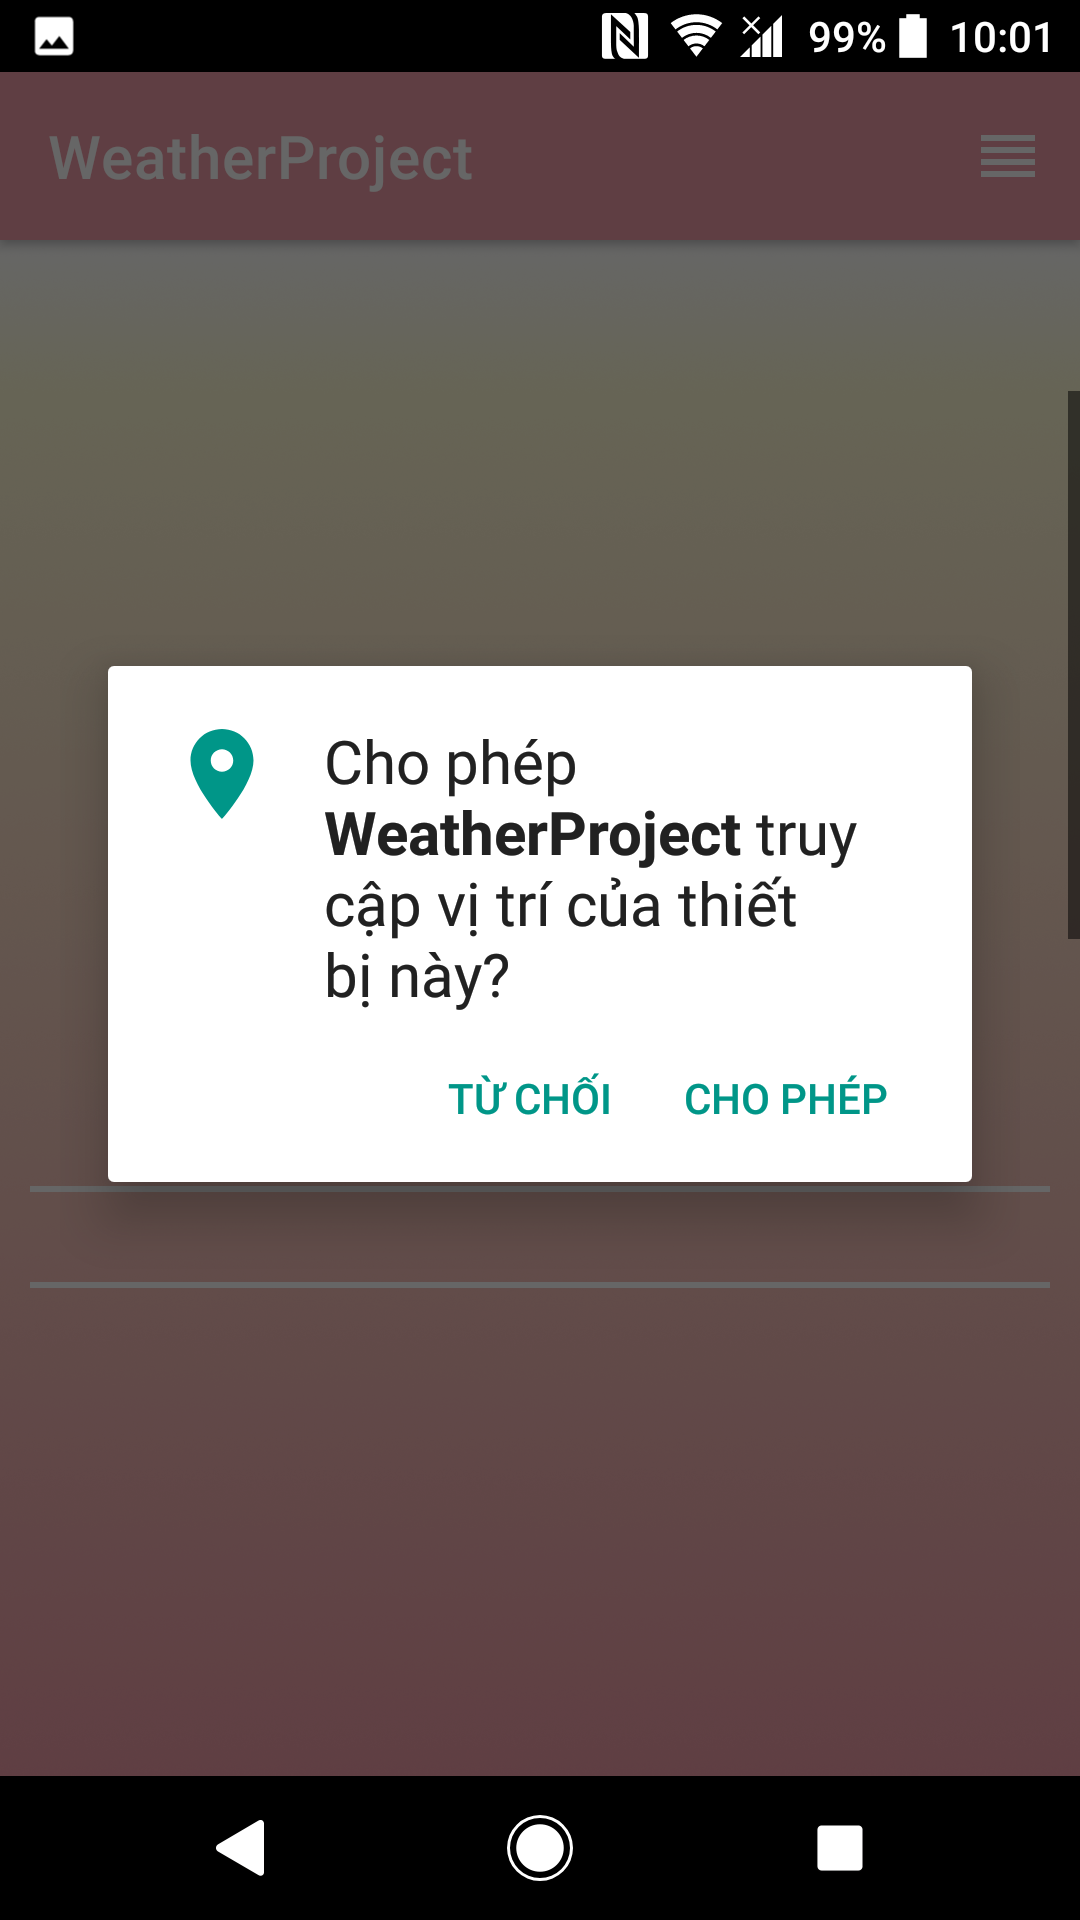 99% 10:01
WeatherProject
Cho phép
WeatherProject truy
cập vị trí của thiết
bị này?
TỪ CHỐI CHO PHÉP